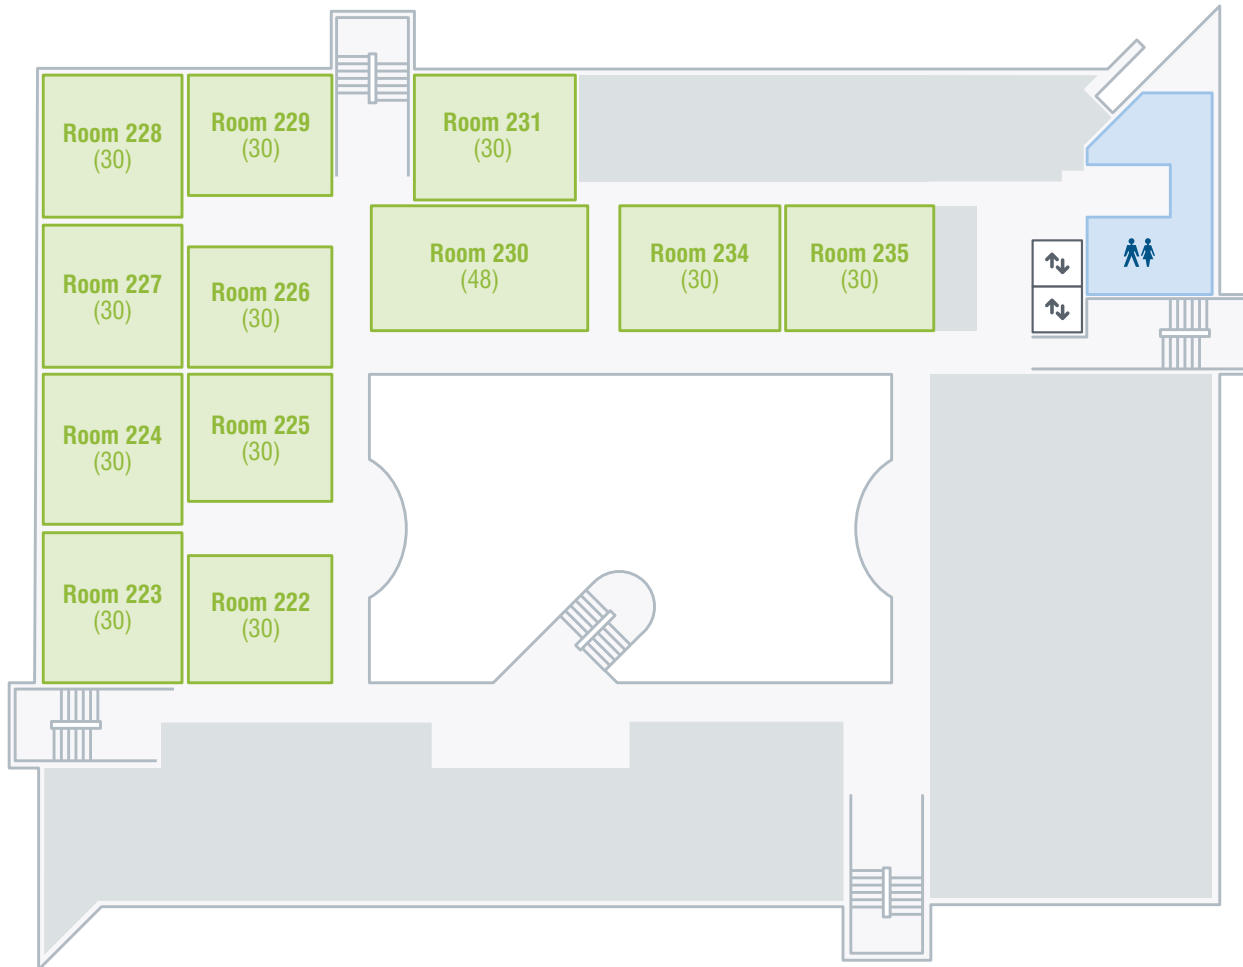 Room 228
(30)
Room 229
(30)
Room 231
(30)
Room 227
(30)
Room 226
(30)
Room 230
(48)
Room 234
(30)
Room 235
(30)
Room 224
(30)
Room 225
(30)
Room 223
(30)
Room 222
(30)